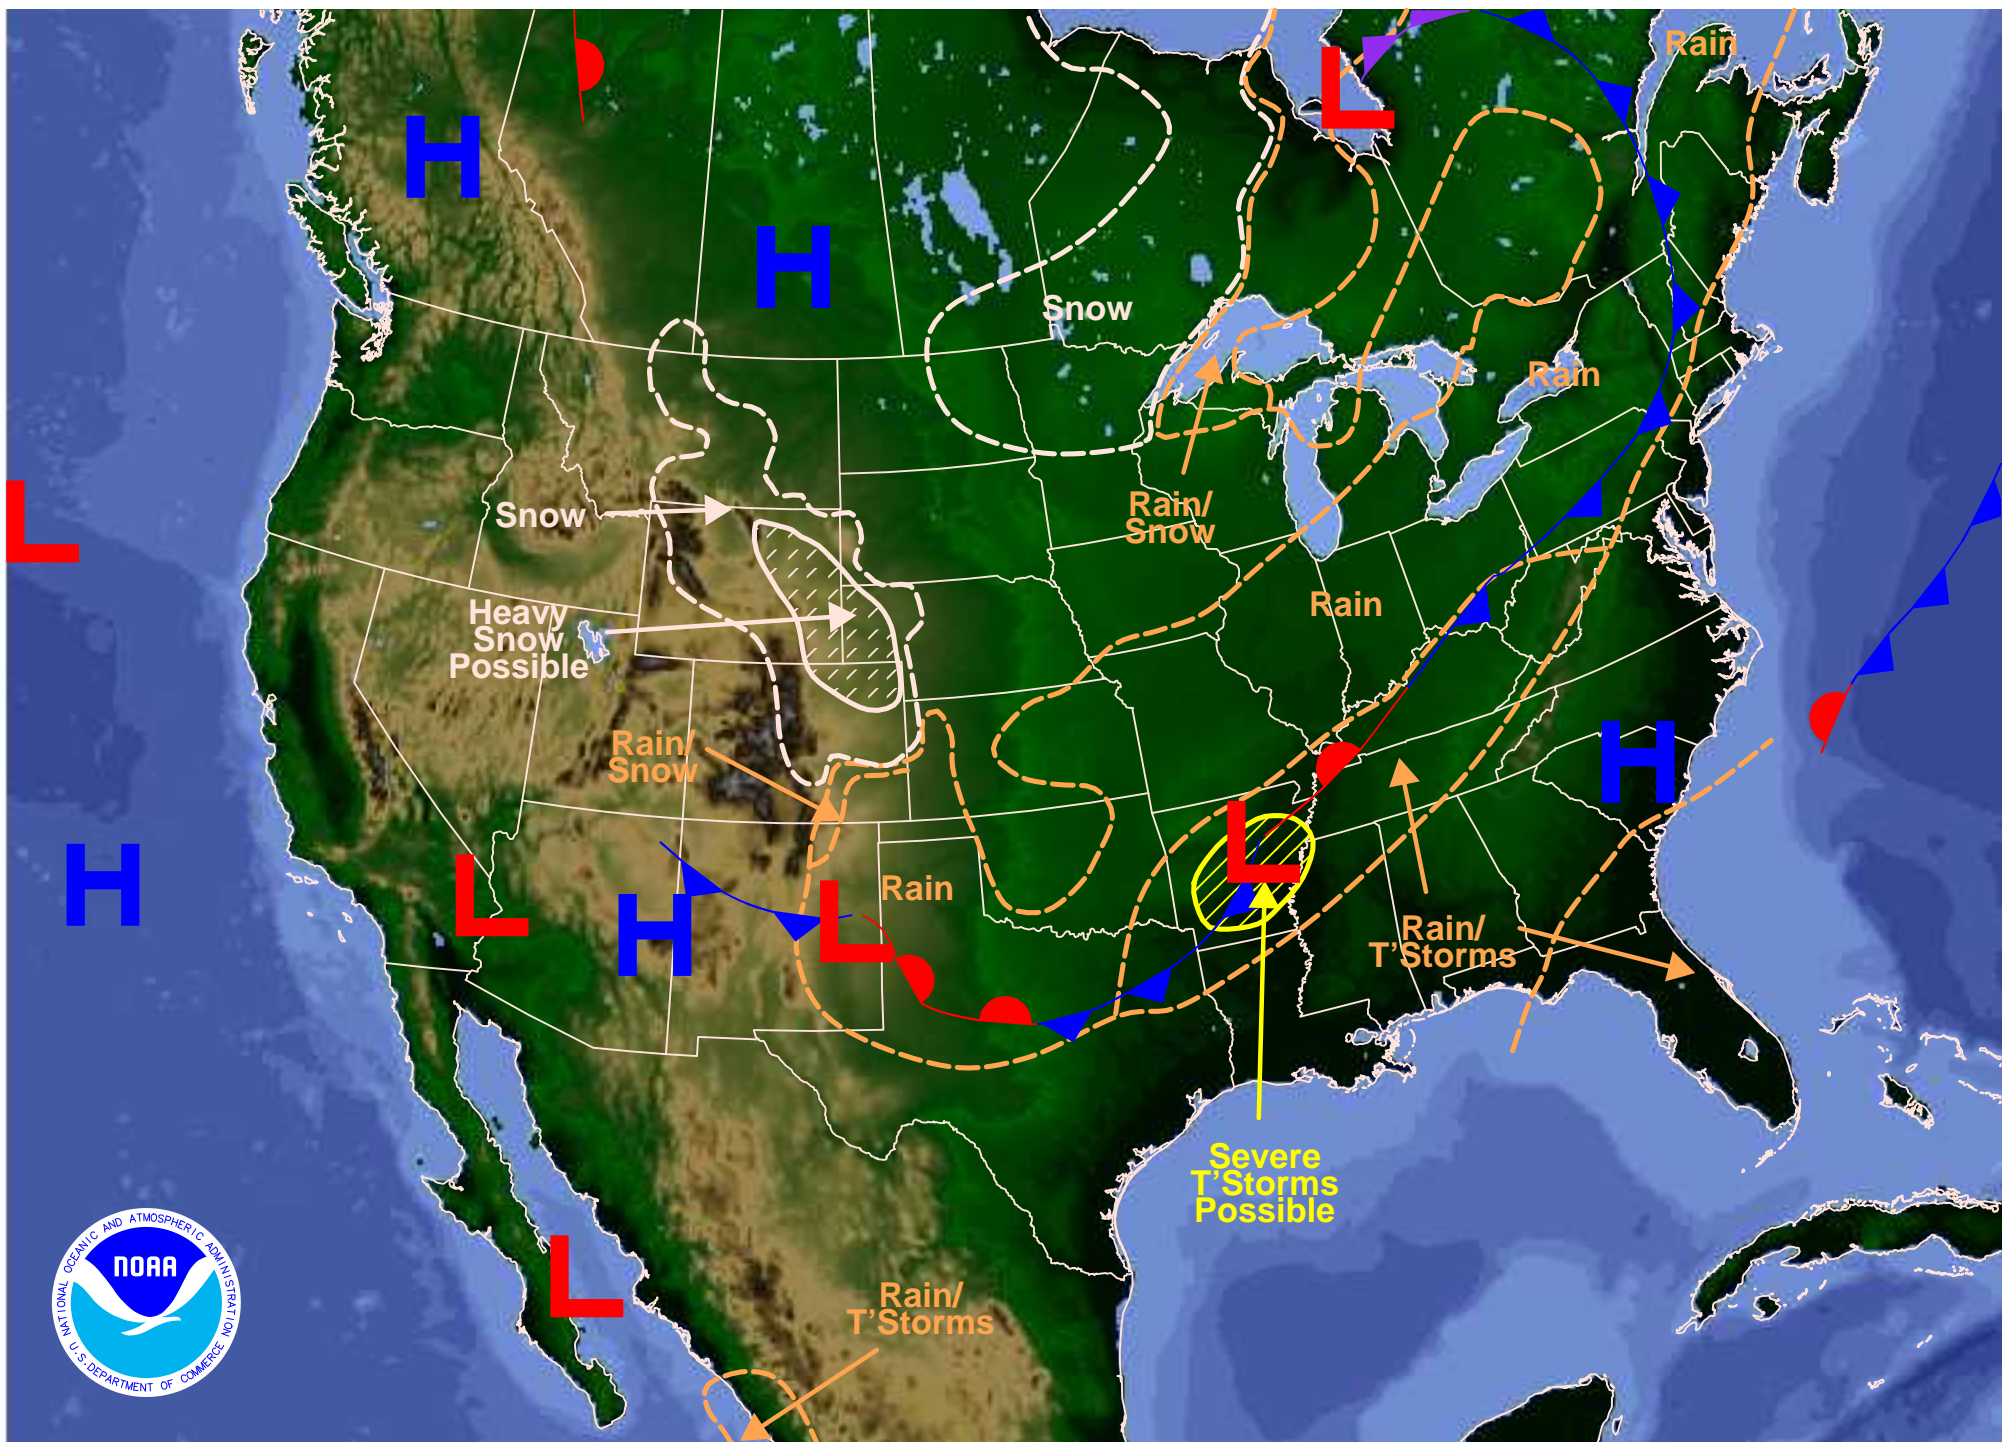 Rain
L
H
H
Snow
Rain
L
Snow
Rain/
Snow
Heavy
Snow
Possible
Rain
Rain/
Snow
H
L
H
L
H
L
Rain
Rain/
T'Storms
Severe
T'Storms
Possible
L
Rain/
T'Storms
NATIONAL OCEANIC AND ATMOSPHERIC ADMINISTRATION
NOAA
U.S. DEPARTMENT OF COMMERCE